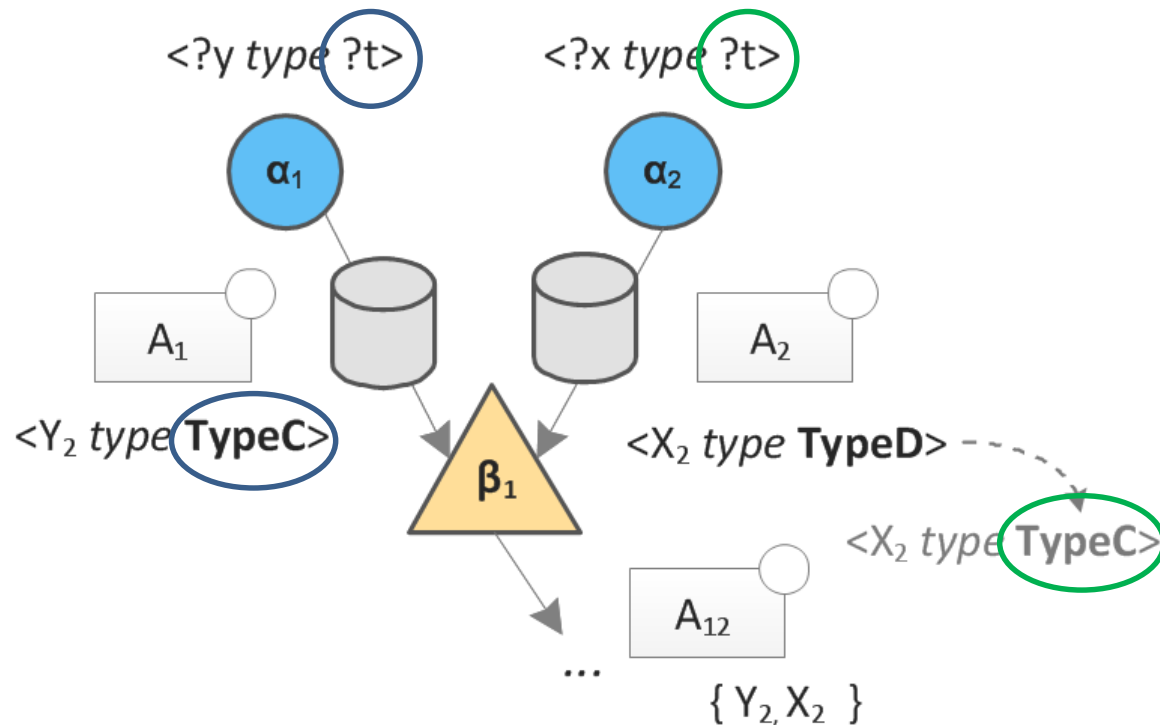 <?y type ?t> <?x type ?t>
α₁ α₂
A₁ A₂
<Y₂ type TypeC> <X₂ type TypeD>
β₁
<X₂ type TypeC>
A₁₂
...
{ Y₂, X₂ }